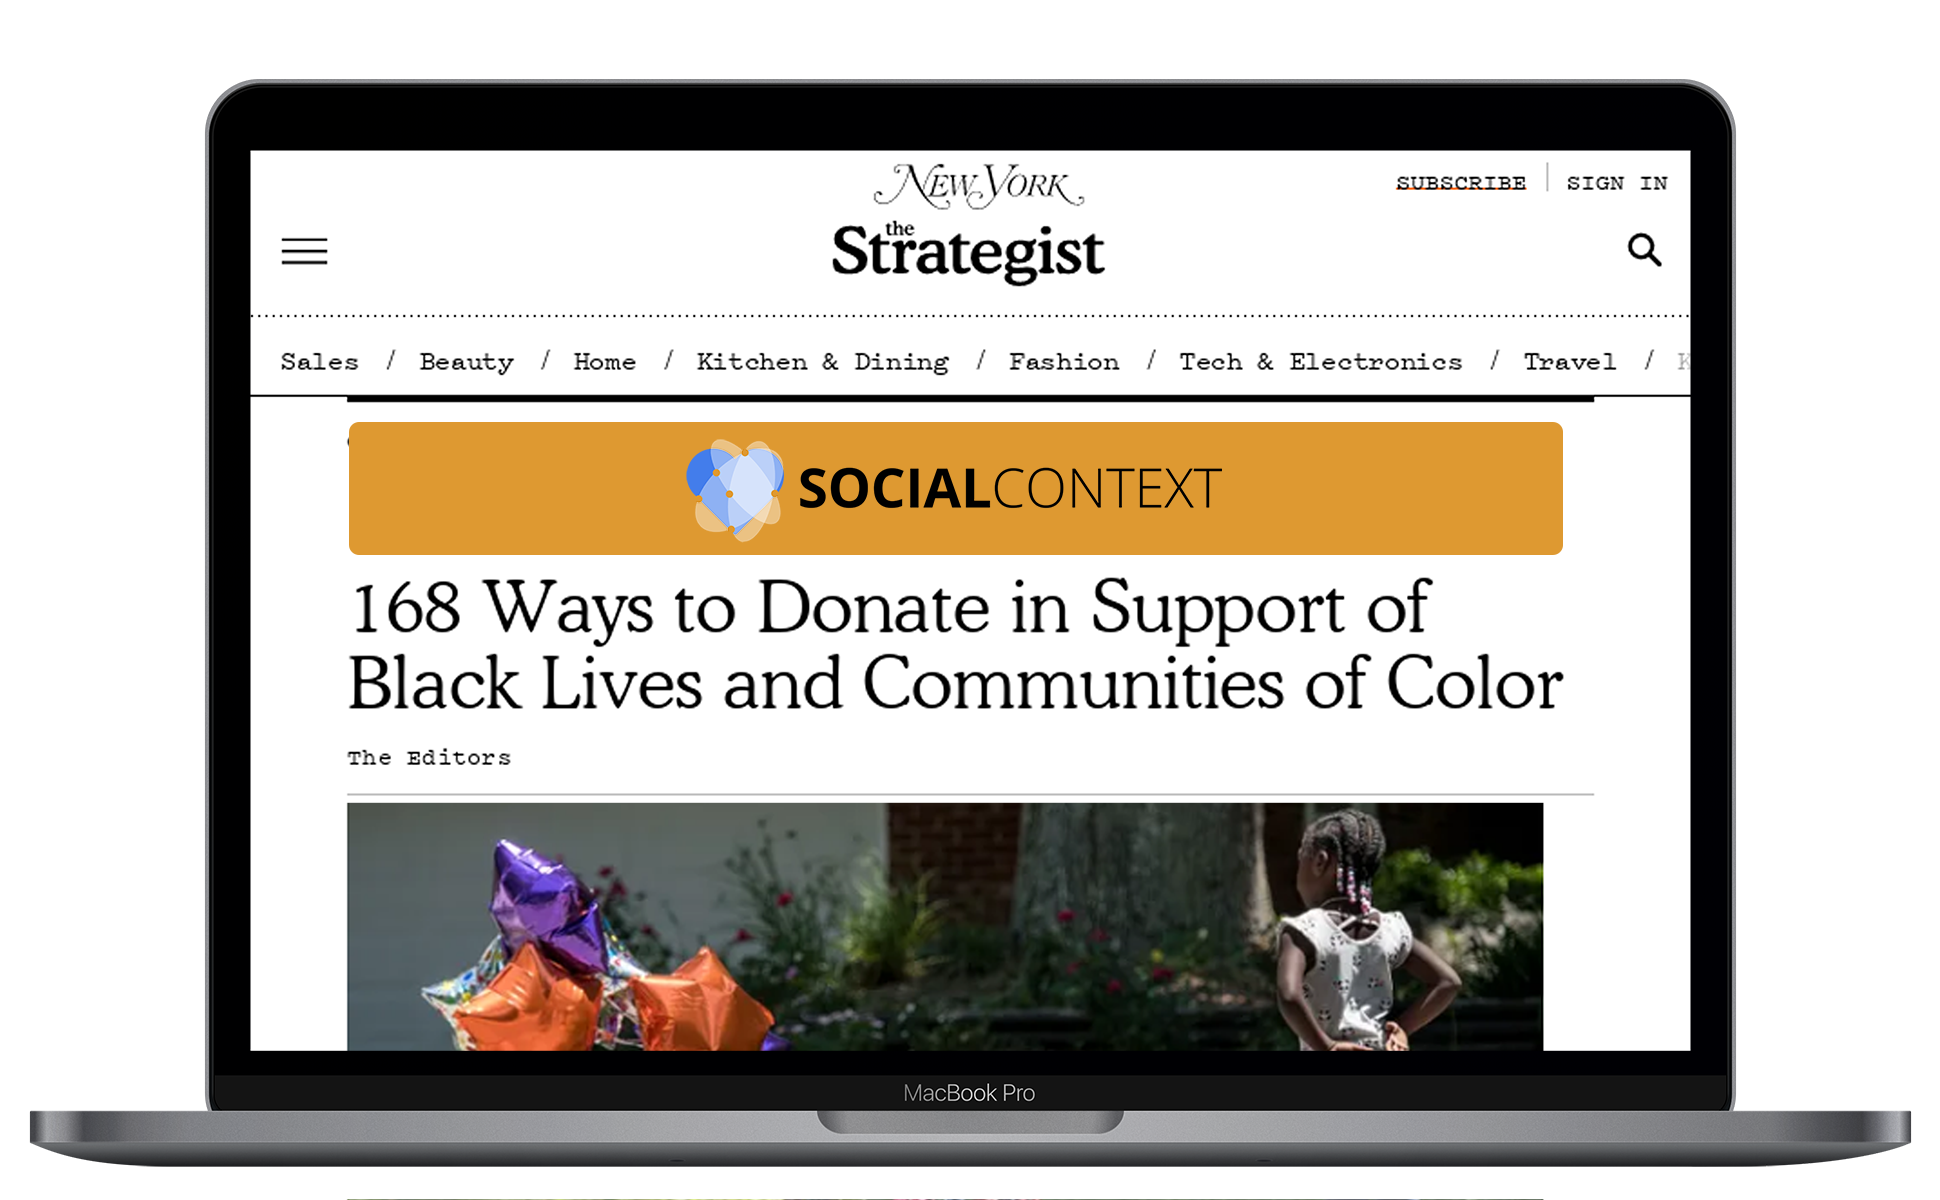 NEW YORK
SUBSCRIBE | SIGN IN
the
Strategist
Sales / Beauty / Home / Kitchen & Dining / Fashion / Tech & Electronics / Travel / K
SOCIALCONTEXT
168 Ways to Donate in Support of
Black Lives and Communities of Color
The Editors
MacBook Pro